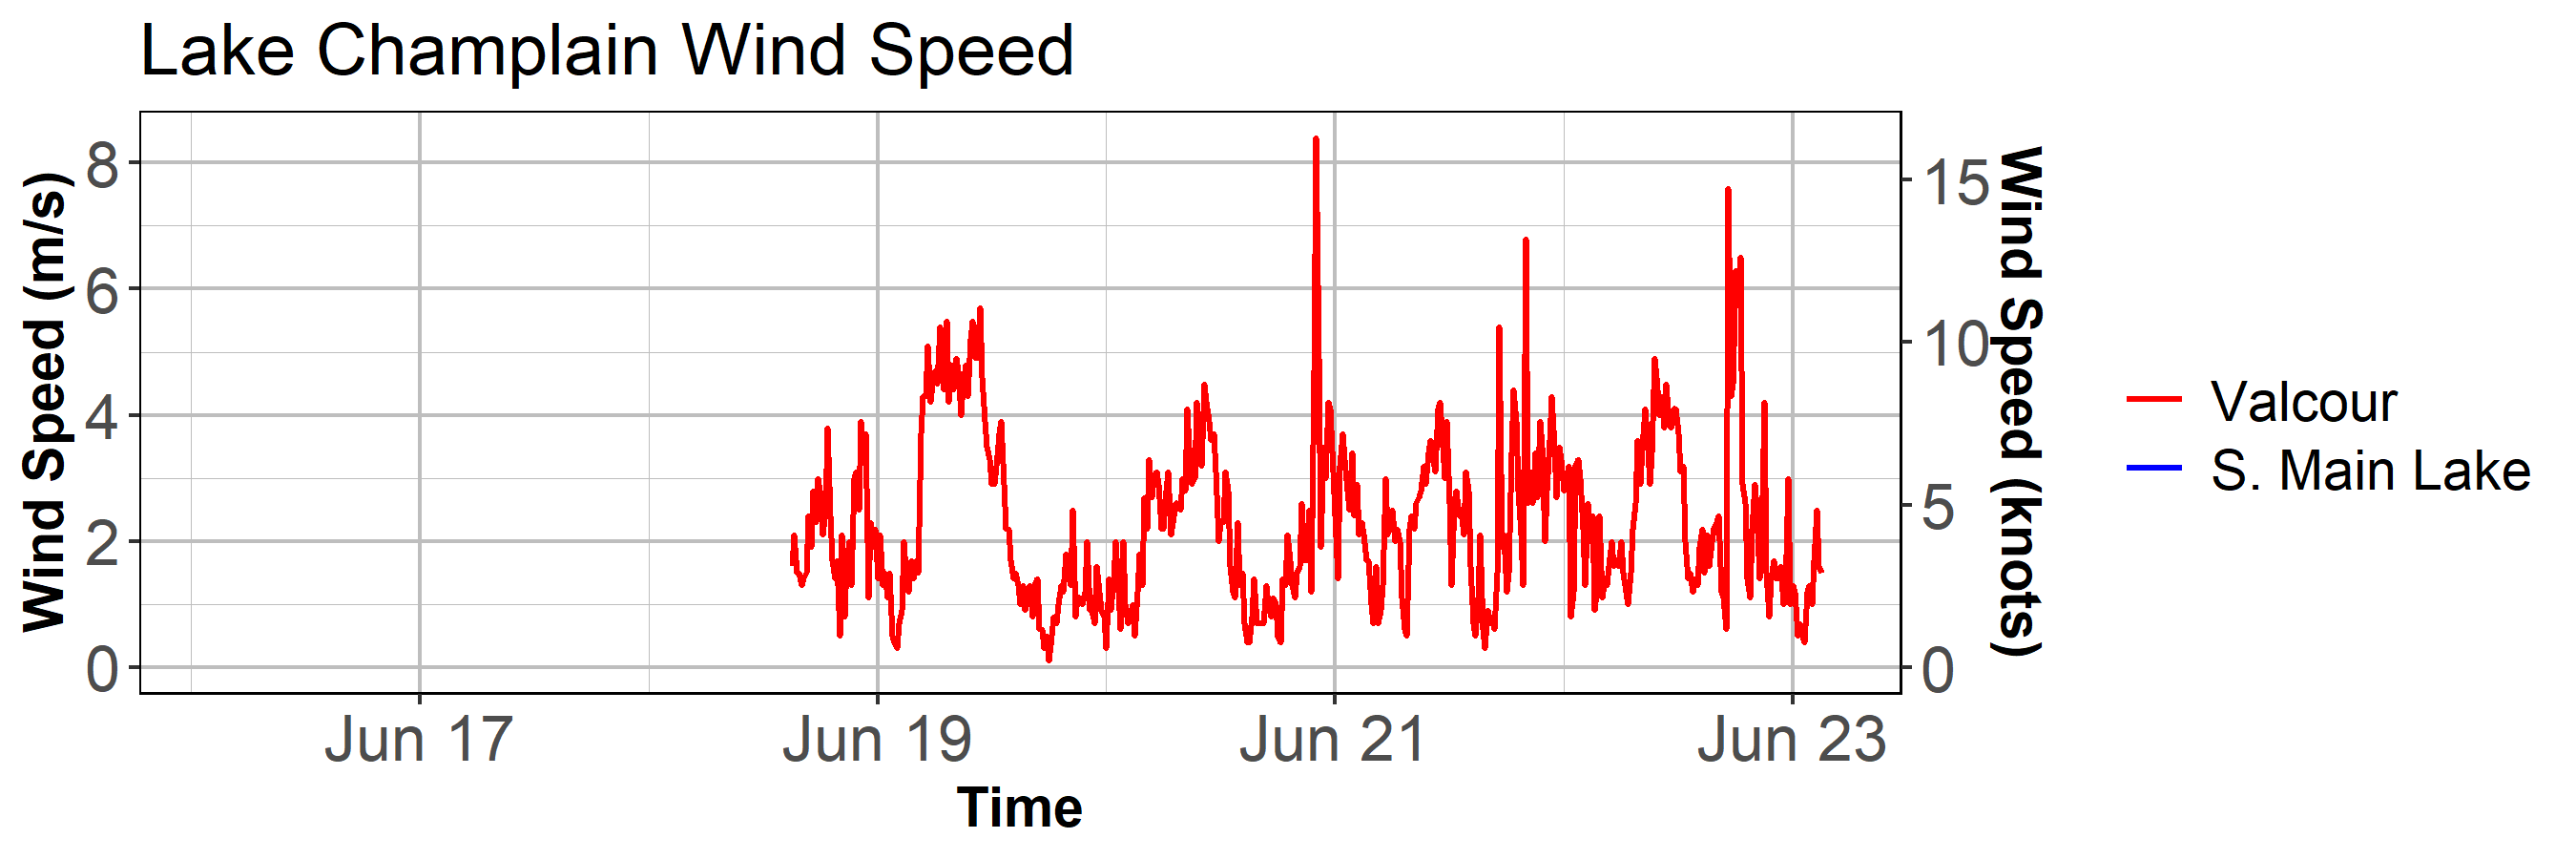 Lake Champlain Wind Speed
Wind Speed (m/s)
8
6
4
2
0
15
10
5
0
Wind Speed (knots)
Jun 17
Jun 19
Jun 21
Jun 23
Time
Valcour
S. Main Lake